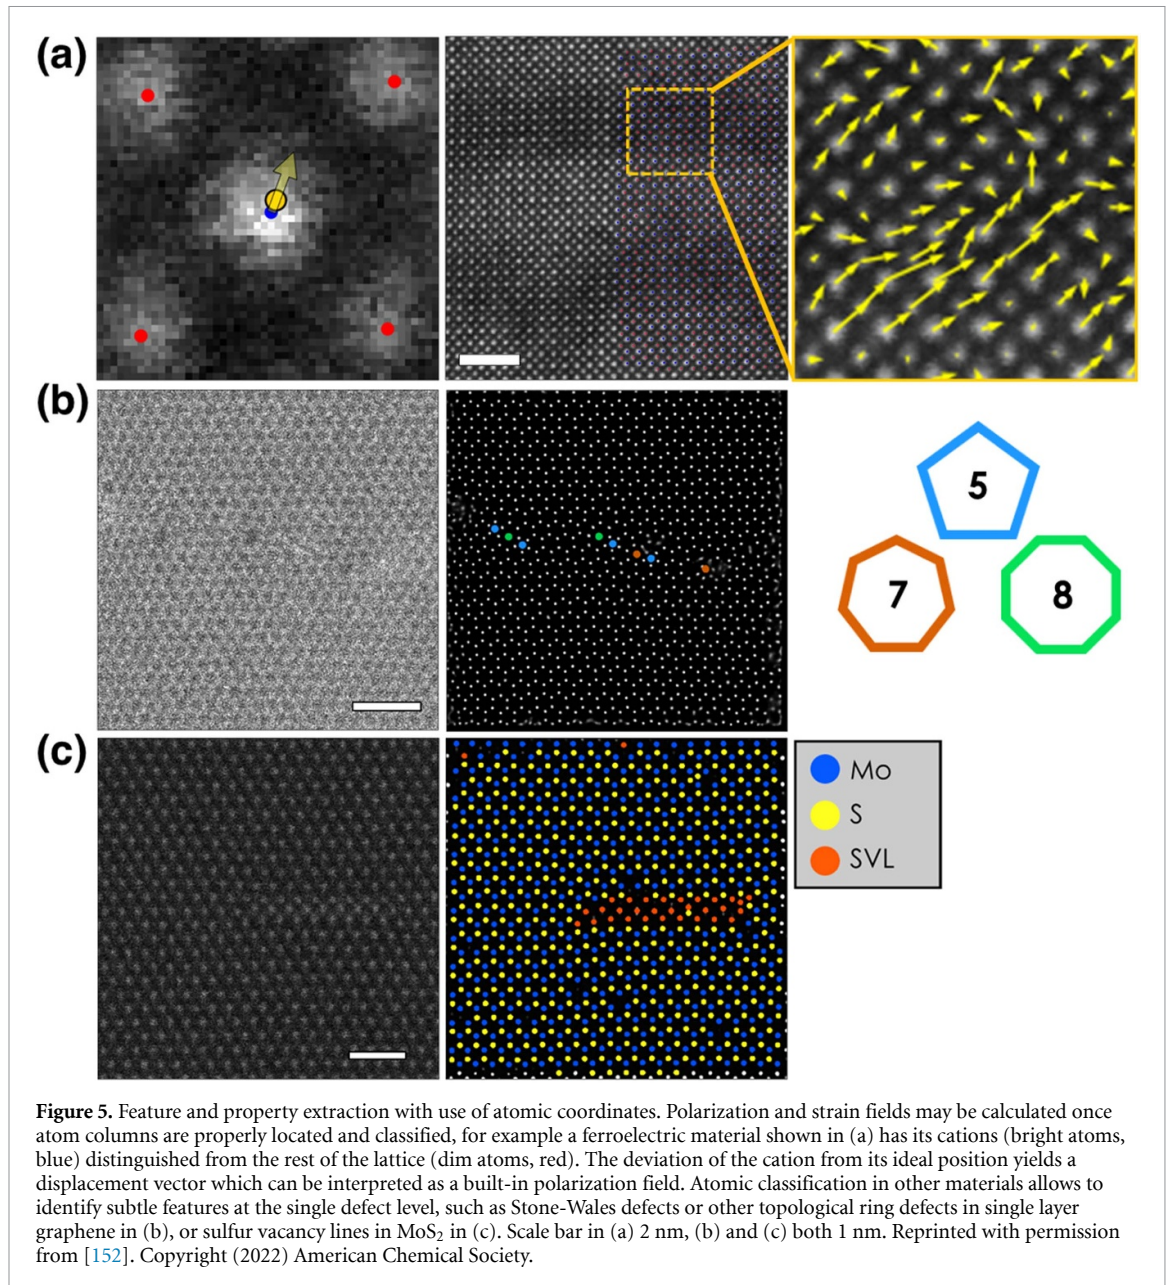 (a)
(b)
5
7
8
(c)
Mo
S
SVL
Figure 5. Feature and property extraction with use of atomic coordinates. Polarization and strain fields may be calculated once
atom columns are properly located and classified, for example a ferroelectric material shown in (a) has its cations (bright atoms,
blue) distinguished from the rest of the lattice (dim atoms, red). The deviation of the cation from its ideal position yields a
displacement vector which can be interpreted as a built-in polarization field. Atomic classification in other materials allows to
identify subtle features at the single defect level, such as Stone-Wales defects or other topological ring defects in single layer
graphene in (b), or sulfur vacancy lines in MoS₂ in (c). Scale bar in (a) 2 nm, (b) and (c) both 1 nm. Reprinted with permission
from [152]. Copyright (2022) American Chemical Society.